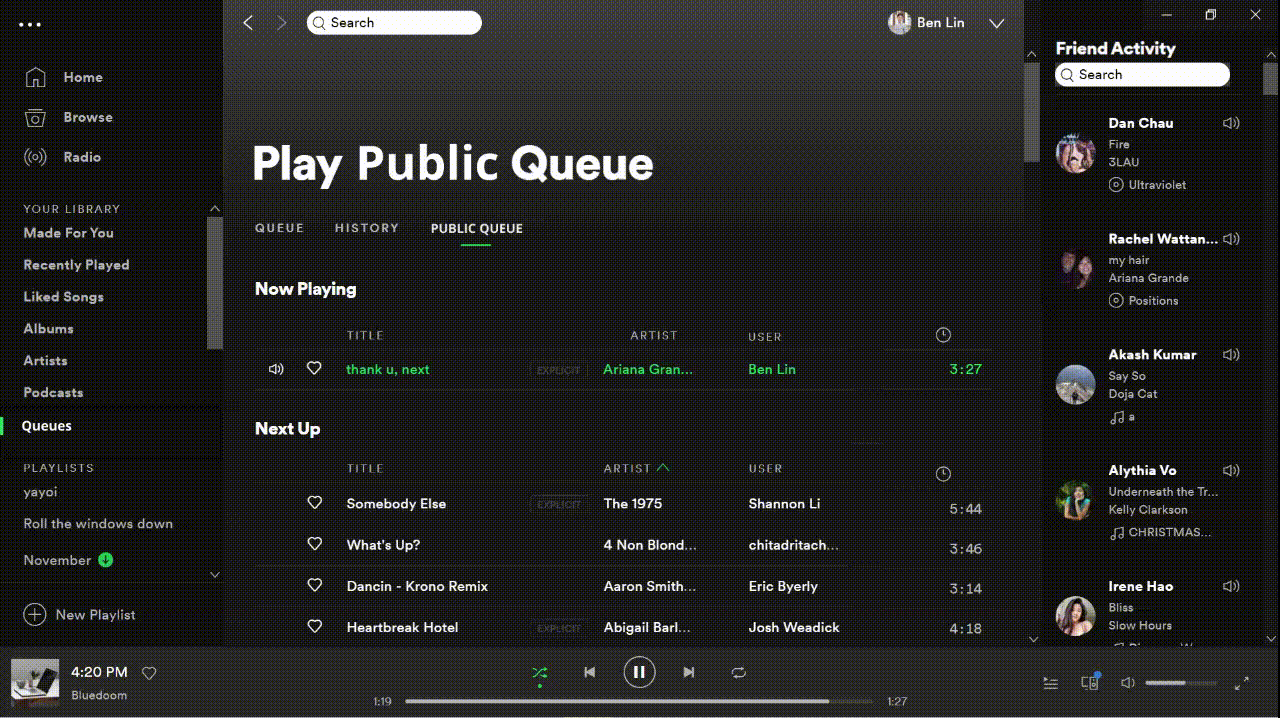 Search
Ben Lin
Home
Browse
Radio
YOUR LIBRARY
Made For You
Recently Played
Liked Songs
Albums
Artists
Podcasts
Queues
PLAYLISTS
yayoi
Roll the windows down
November
New Playlist
Play Public Queue
QUEUE HISTORY PUBLIC QUEUE
Now Playing
TITLE ARTIST USER
thank u, next EXPLICIT Ariana Gran... Ben Lin 3:27
Next Up
TITLE ARTIST USER
Somebody Else EXPLICIT The 1975 Shannon Li 5:44
What's Up? 4 Non Blond... chitadritach... 3:46
Dancin - Krono Remix Aaron Smith... Eric Byerly 3:14
Heartbreak Hotel EXPLICIT Abigail Barl... Josh Weadick 4:18
Friend Activity
Search
Dan Chau
Fire
3LAU
Ultraviolet
Rachel Wattan...
my hair
Ariana Grande
Positions
Akash Kumar
Say So
Doja Cat
a
Alythia Vo
Underneath the Tr...
Kelly Clarkson
CHRISTMAS...
Irene Hao
Bliss
Slow Hours
4:20 PM
Bluedoom
1:19 1:27